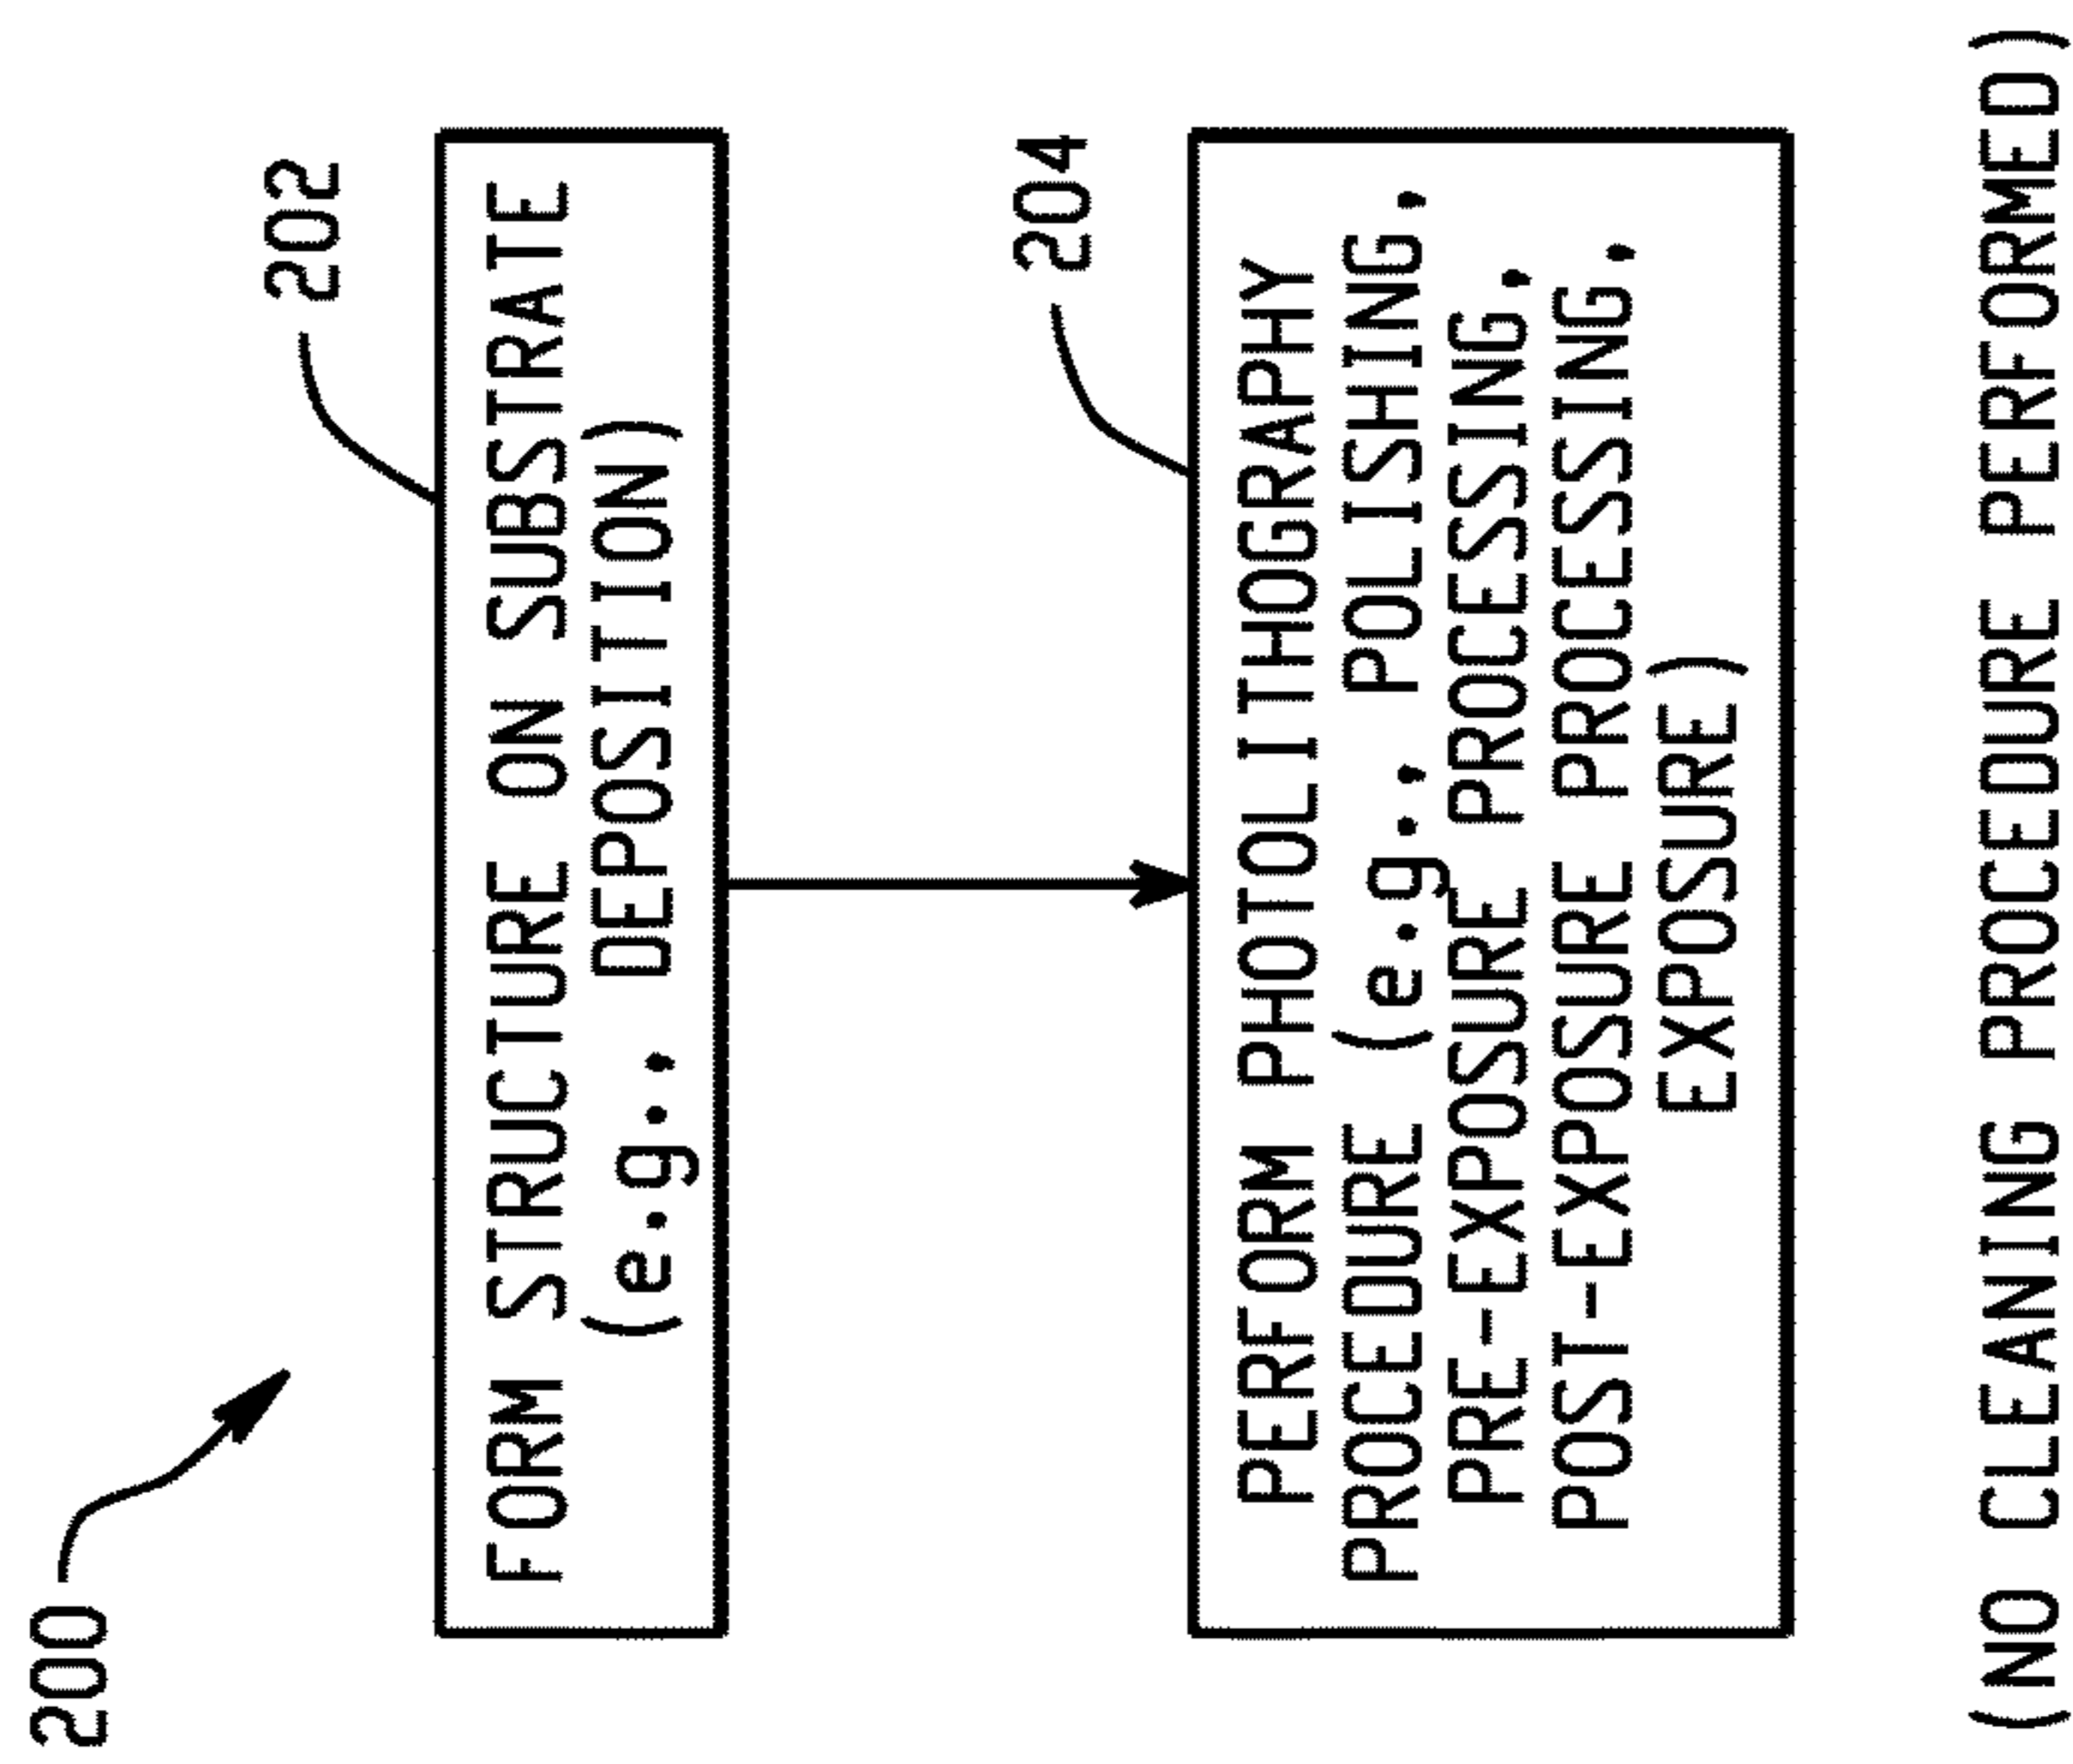 200
202
FORM STRUCTURE ON SUBSTRATE
(e.g., DEPOSITION)
204
PERFORM PHOTOLITHOGRAPHY
PROCEDURE (e.g., POLISHING,
PRE-EXPOSURE PROCESSING,
POST-EXPOSURE PROCESSING,
EXPOSURE)
(NO CLEANING PROCEDURE PERFORMED)